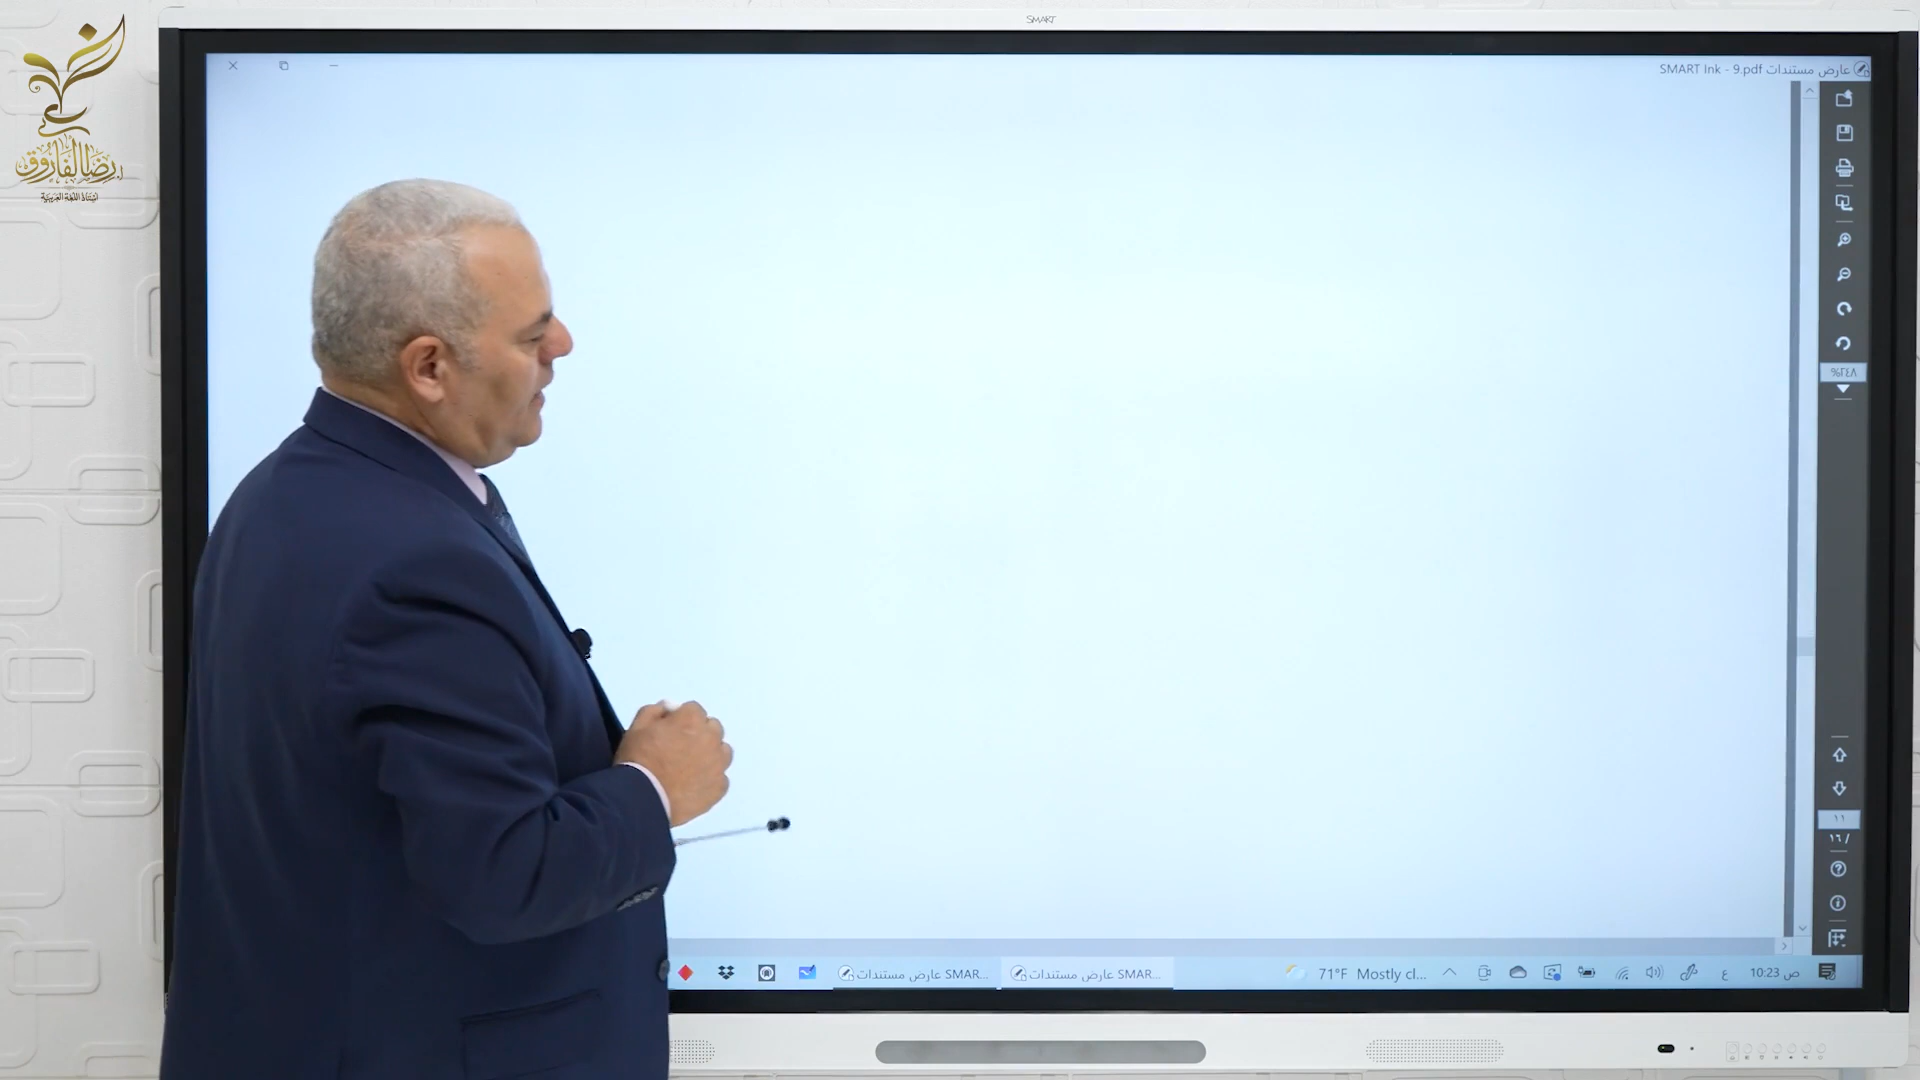 SMART
SMART Ink - 9.pdf عارض مستندات
أ. رضا الفاروق
أستاذ اللغة العربية
١١
/ ١٦
SMAR... عارض مستندات
SMAR... عارض مستندات
71°F Mostly cl...
ع
10:23 ص